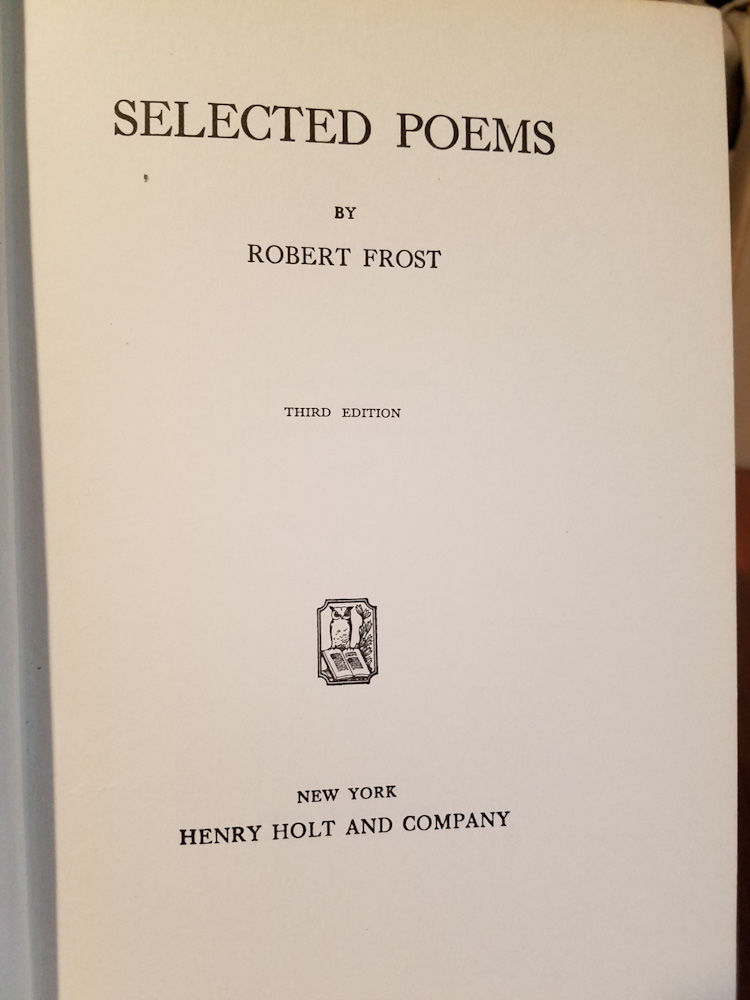 SELECTED POEMS
BY
ROBERT FROST
THIRD EDITION
NEW YORK
HENRY HOLT AND COMPANY